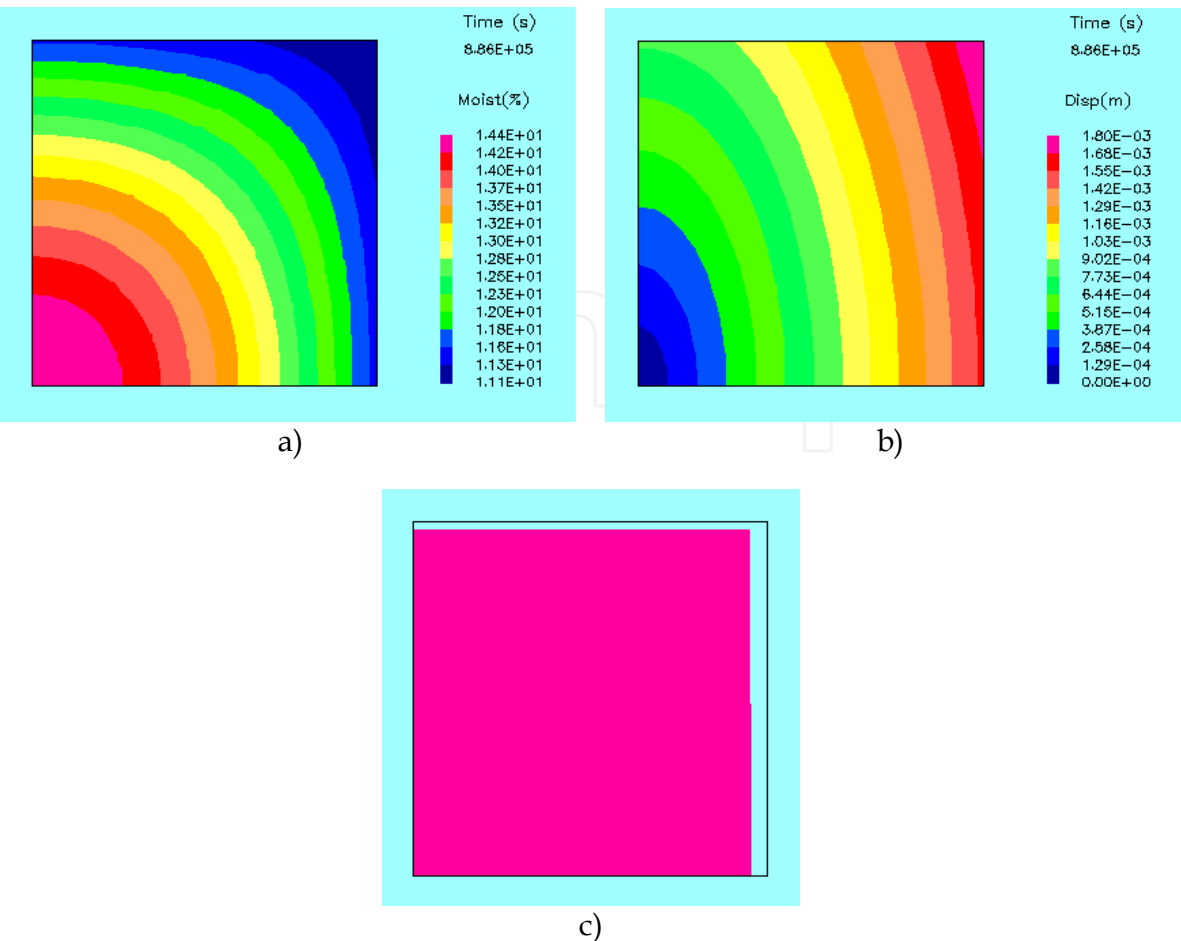 Time (s)
8.86E+05
Moist(%)
1.44E+01
1.42E+01
1.40E+01
1.37E+01
1.35E+01
1.32E+01
1.30E+01
1.28E+01
1.25E+01
1.23E+01
1.20E+01
1.18E+01
1.16E+01
1.13E+01
1.11E+01
a)
Time (s)
8.86E+05
Disp(m)
1.80E-03
1.68E-03
1.55E-03
1.42E-03
1.29E-03
1.16E-03
1.03E-03
9.02E-04
7.73E-04
6.44E-04
5.15E-04
3.87E-04
2.58E-04
1.29E-04
0.00E+00
b)
c)